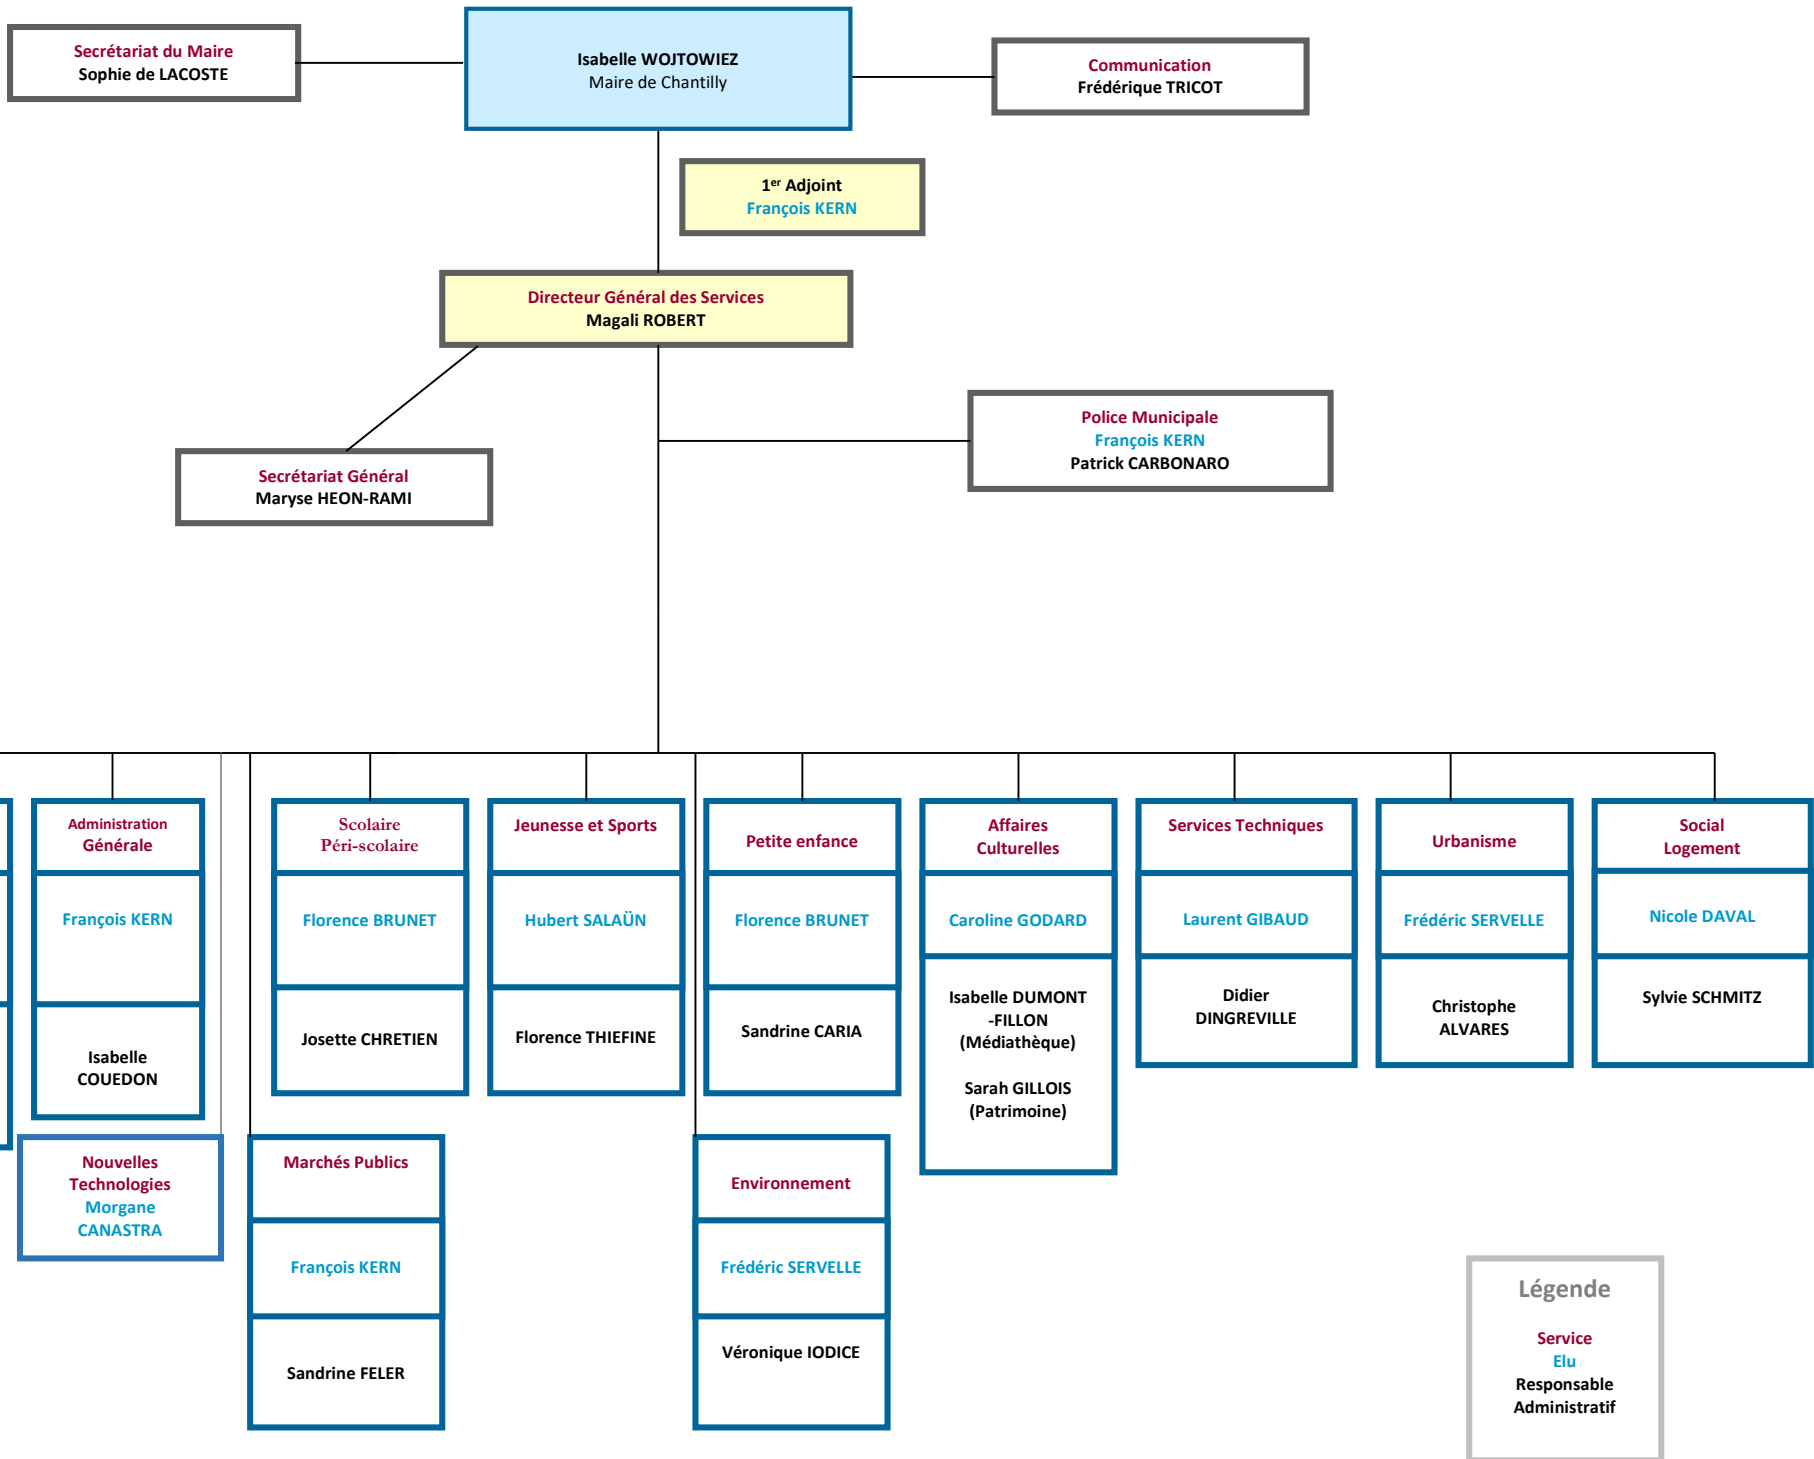 Secrétariat du Maire
Sophie de LACOSTE
Isabelle WOJTOWIEZ
Maire de Chantilly
Communication
Frédérique TRICOT
1er Adjoint
François KERN
Directeur Général des Services
Magali ROBERT
Police Municipale
François KERN
Patrick CARBONARO
Secrétariat Général
Maryse HEON-RAMI
Administration
Générale
François KERN
Isabelle
COUEDON
Scolaire
Péri-scolaire
Florence BRUNET
Josette CHRETIEN
Jeunesse et Sports
Hubert SALAÜN
Florence THIEFINE
Petite enfance
Florence BRUNET
Sandrine CARIA
Affaires
Culturelles
Caroline GODARD
Isabelle DUMONT
-FILLON
(Médiathèque)
Sarah GILLOIS
(Patrimoine)
Services Techniques
Laurent GIBAUD
Didier
DINGREVILLE
Urbanisme
Frédéric SERVELLE
Christophe
ALVARES
Social
Logement
Nicole DAVAL
Sylvie SCHMITZ
Nouvelles
Technologies
Morgane
CANASTRA
Marchés Publics
François KERN
Sandrine FELER
Environnement
Frédéric SERVELLE
Véronique IODICE
Légende
Service
Elu
Responsable
Administratif